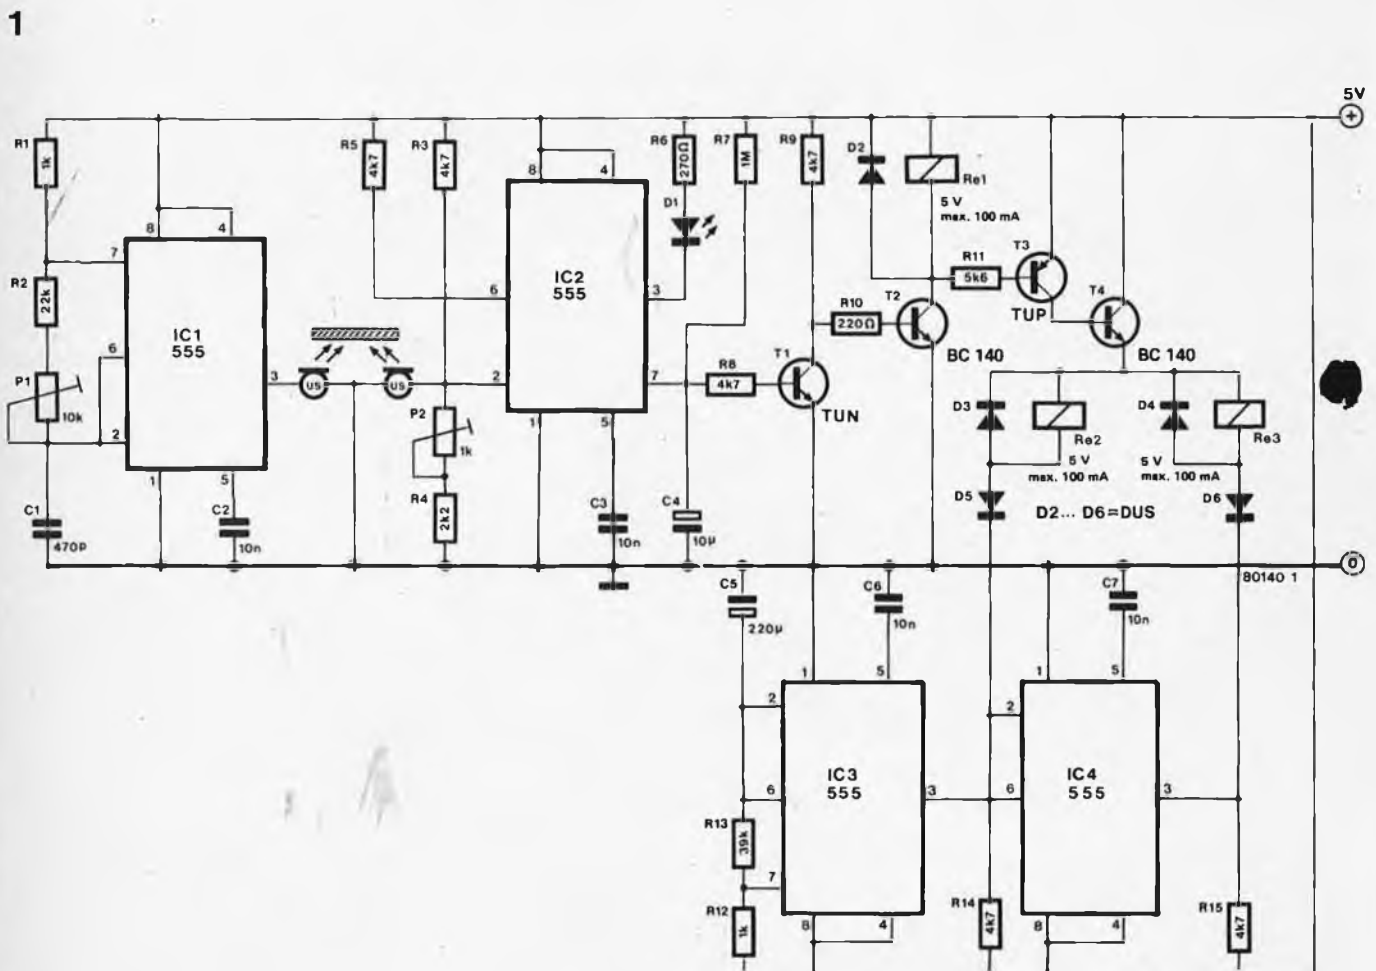 1
5V
+
R1
1k
R5
4k7
R3
4k7
8
4
R6
270Ω
R7
1M
R9
4k7
D2
Re1
5 V
max. 100 mA
8
4
7
D1
R2
22k
IC1
555
6
IC2
555
6
3
R11
5k6
T3
TUP
T4
BC 140
R10
220Ω
T2
BC 140
P1
10k
3
US
US
2
7
R8
4k7
T1
TUN
2
P2
1k
1
5
D3
Re2
5 V
max. 100 mA
D4
Re3
5 V
max. 100 mA
1
5
R4
2k2
C1
470p
C2
10n
C3
10n
C4
10µ
D5
D2... D6=DUS
D6
0
80140 1
C5
220µ
C6
10n
C7
10n
1
5
1
5
2
2
IC3
555
IC4
555
6
3
6
3
R13
39k
7
R12
1k
8
4
R14
4k7
8
4
R15
4k7